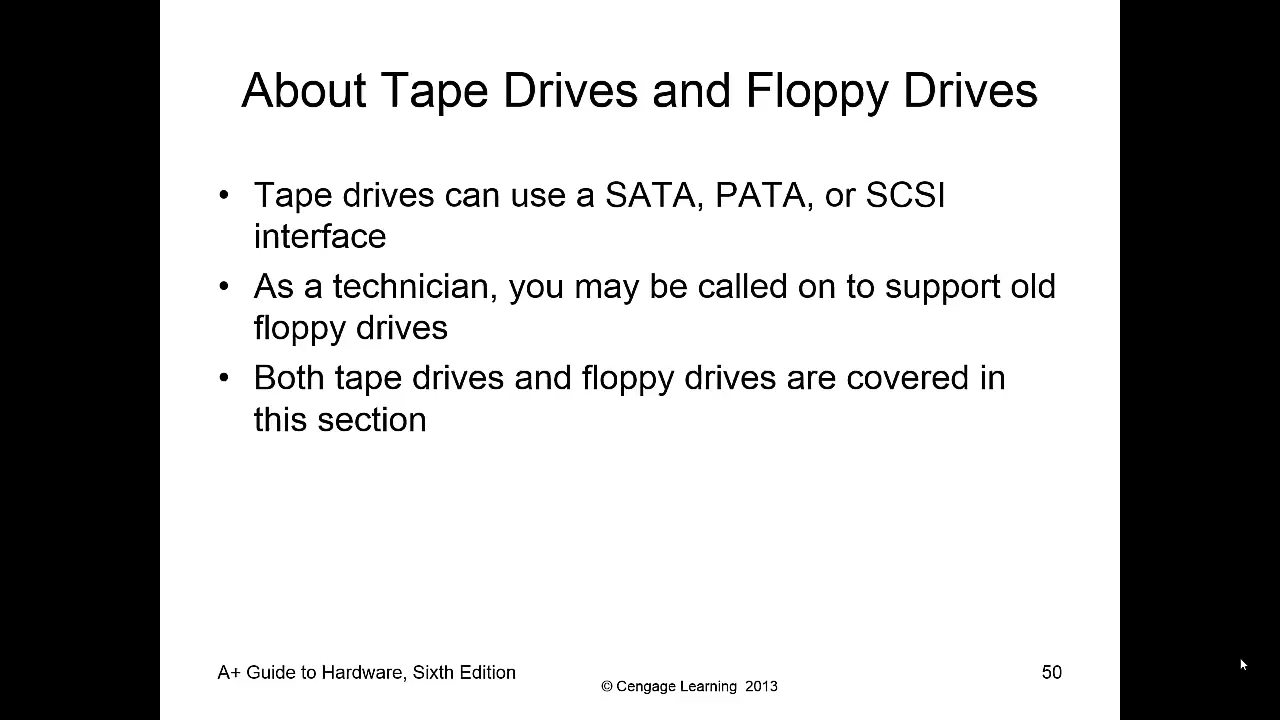 About Tape Drives and Floppy Drives
• Tape drives can use a SATA, PATA, or SCSI
interface
• As a technician, you may be called on to support old
floppy drives
• Both tape drives and floppy drives are covered in
this section
A+ Guide to Hardware, Sixth Edition
© Cengage Learning 2013
50